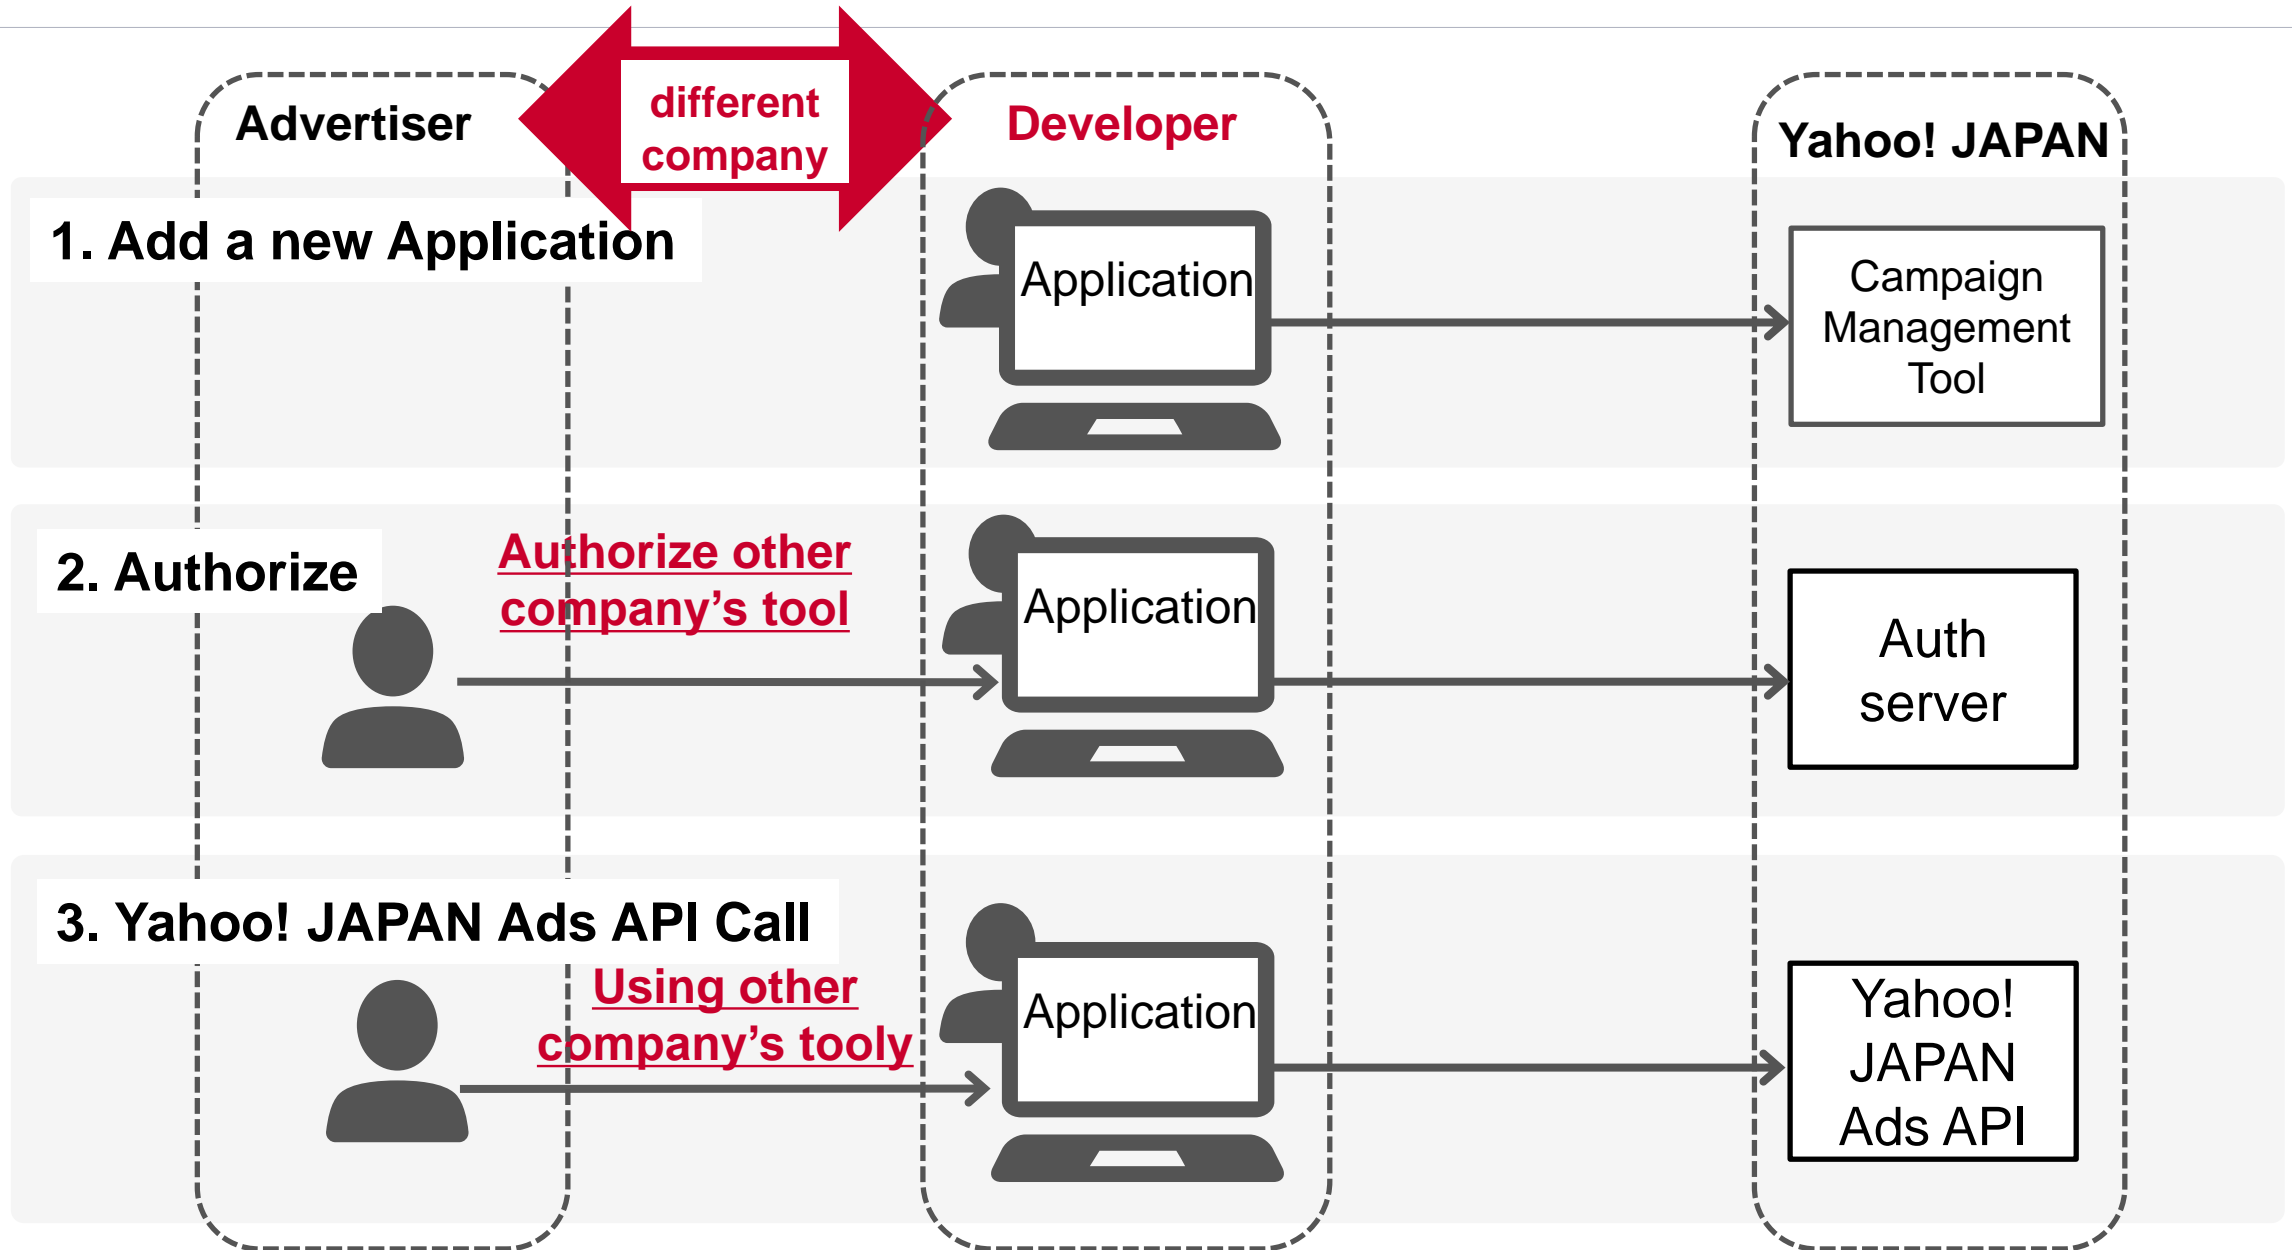 different
company
Advertiser
Developer
Yahoo! JAPAN
1. Add a new Application
Application
Campaign
Management
Tool
2. Authorize
Authorize other
company’s tool
Application
Auth
server
3. Yahoo! JAPAN Ads API Call
Using other
company’s tooly
Application
Yahoo!
JAPAN
Ads API